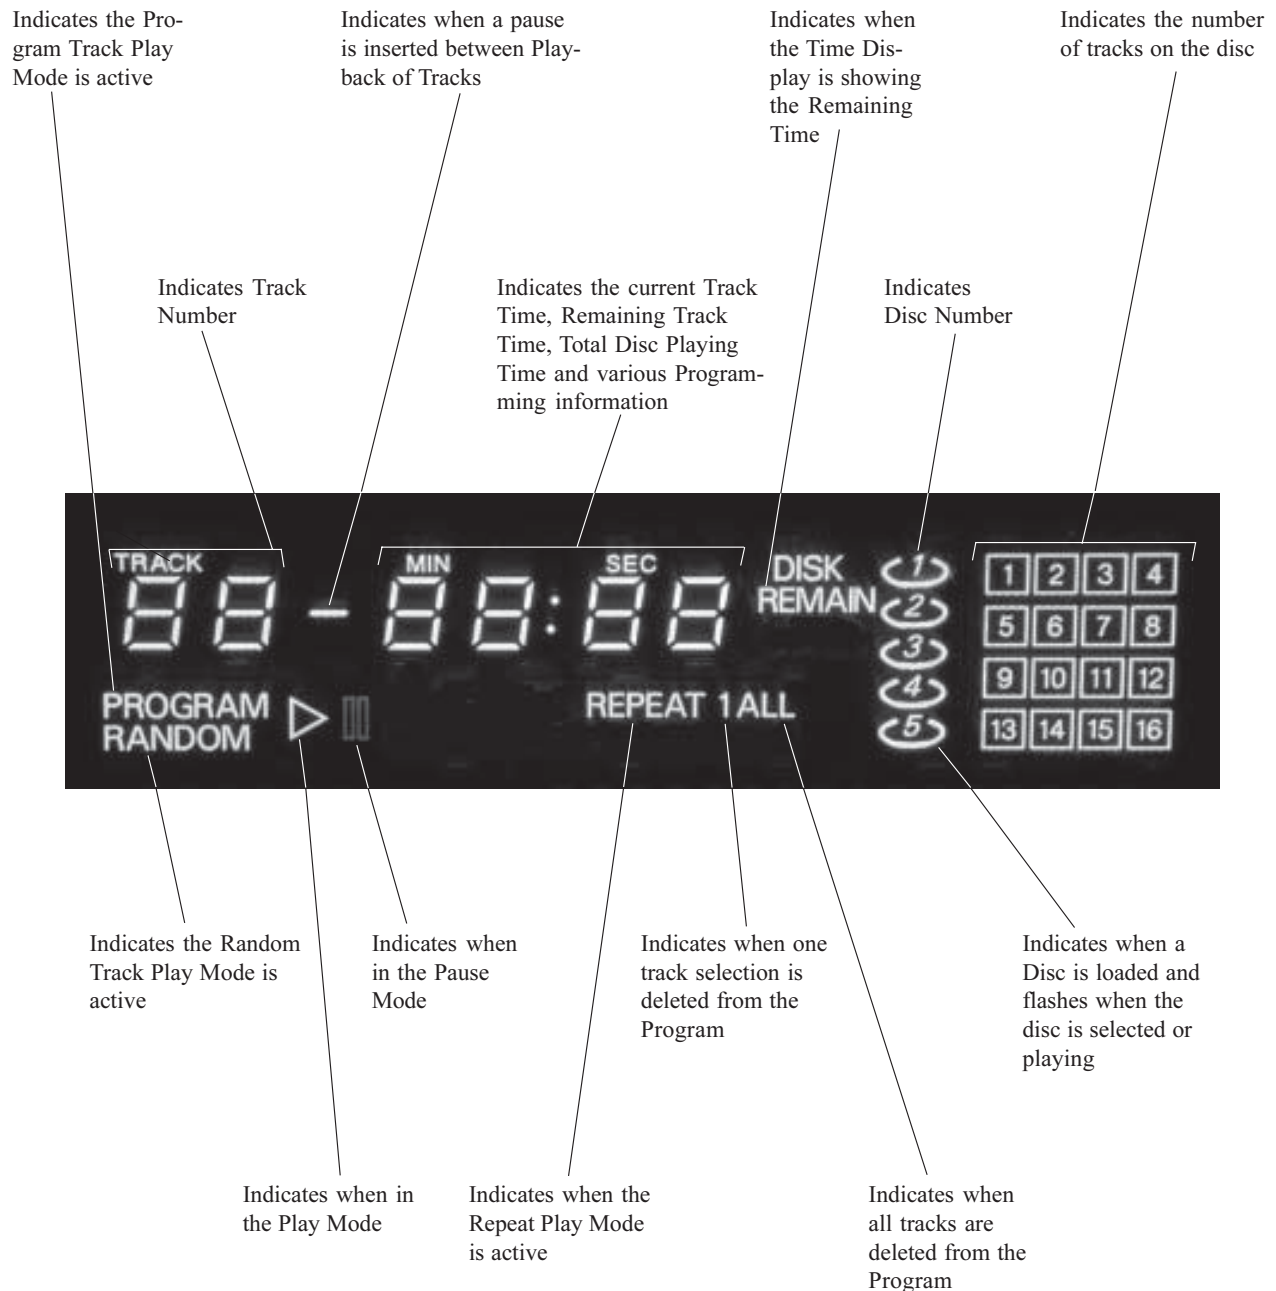 Indicates the Pro-
gram Track Play
Mode is active
Indicates when a pause
is inserted between Play-
back of Tracks
Indicates when
the Time Dis-
play is showing
the Remaining
Time
Indicates the number
of tracks on the disc
Indicates Track
Number
Indicates the current Track
Time, Remaining Track
Time, Total Disc Playing
Time and various Program-
ming information
Indicates
Disc Number
TRACK
88 - 88:88
MIN
SEC
DISK
REMAIN
1
2
3
4
5
1 2 3 4
5 6 7 8
9 10 11 12
13 14 15 16
PROGRAM
RANDOM
REPEAT 1 ALL
Indicates the Random
Track Play Mode is
active
Indicates when
in the Pause
Mode
Indicates when one
track selection is
deleted from the
Program
Indicates when a
Disc is loaded and
flashes when the
disc is selected or
playing
Indicates when in
the Play Mode
Indicates when the
Repeat Play Mode
is active
Indicates when
all tracks are
deleted from the
Program